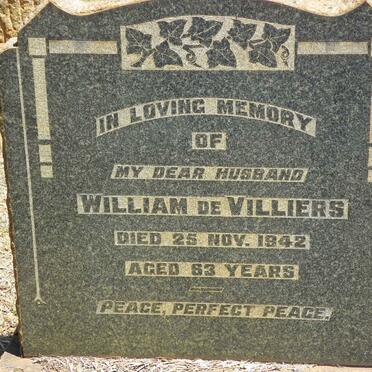 IN LOVING MEMORY
OF
MY DEAR HUSBAND
WILLIAM DE VILLIERS
DIED 25 NOV. 1942
AGED 63 YEARS
PEACE, PERFECT PEACE.